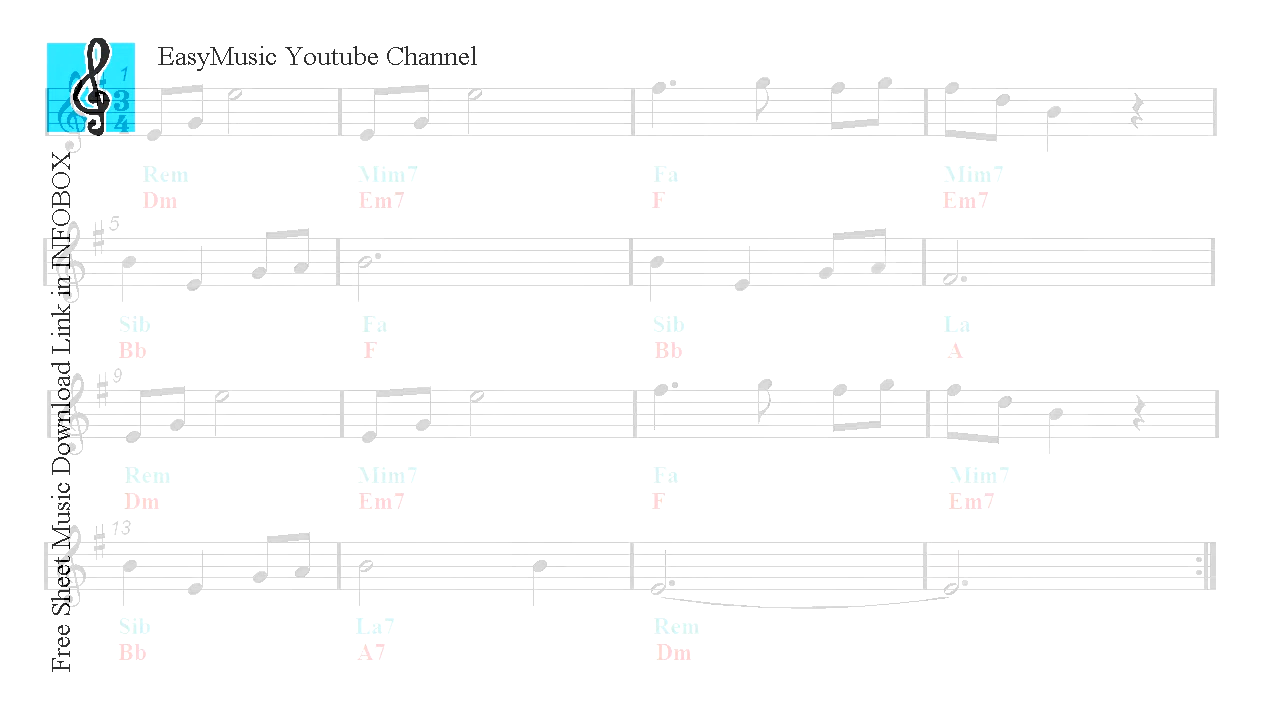 EasyMusic Youtube Channel
Free Sheet Music Download Link in INFOBOX
1
3
4
Rem Mim7 Fa Mim7
Dm Em7 F Em7
5
Sib Fa Sib La
Bb F Bb A
9
Rem Mim7 Fa Mim7
Dm Em7 F Em7
13
Sib La7 Rem
Bb A7 Dm